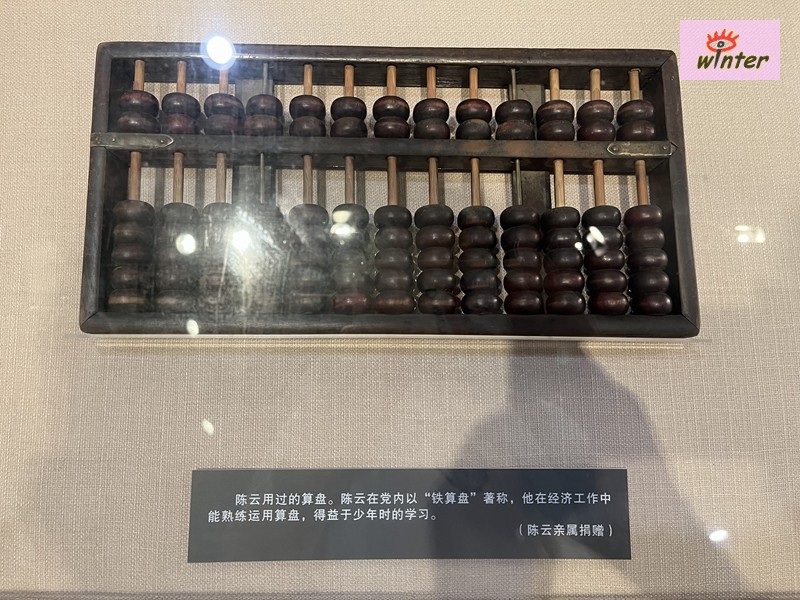 winter
陈云用过的算盘。陈云在党内以“铁算盘”著称，他在经济工作中
能熟练运用算盘，得益于少年时的学习。
（陈云亲属捐赠）